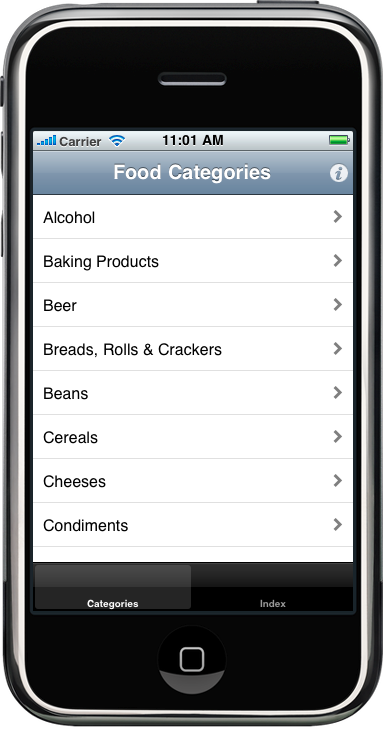 Carrier 11:01 AM
Food Categories
Alcohol
Baking Products
Beer
Breads, Rolls & Crackers
Beans
Cereals
Cheeses
Condiments
Categories Index